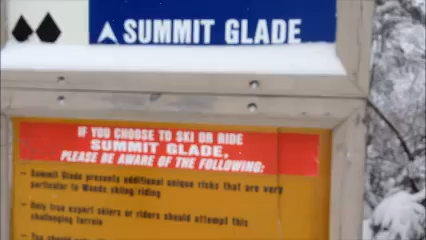 SUMMIT GLADE
IF YOU CHOOSE TO SKI OR RIDE
SUMMIT GLADE,
PLEASE BE AWARE OF THE FOLLOWING:
- Summit Glade presents additional unique risks that are very
particular to Woods skiing/riding
- Only true expert skiers or riders should attempt this
challenging terrain
- You should